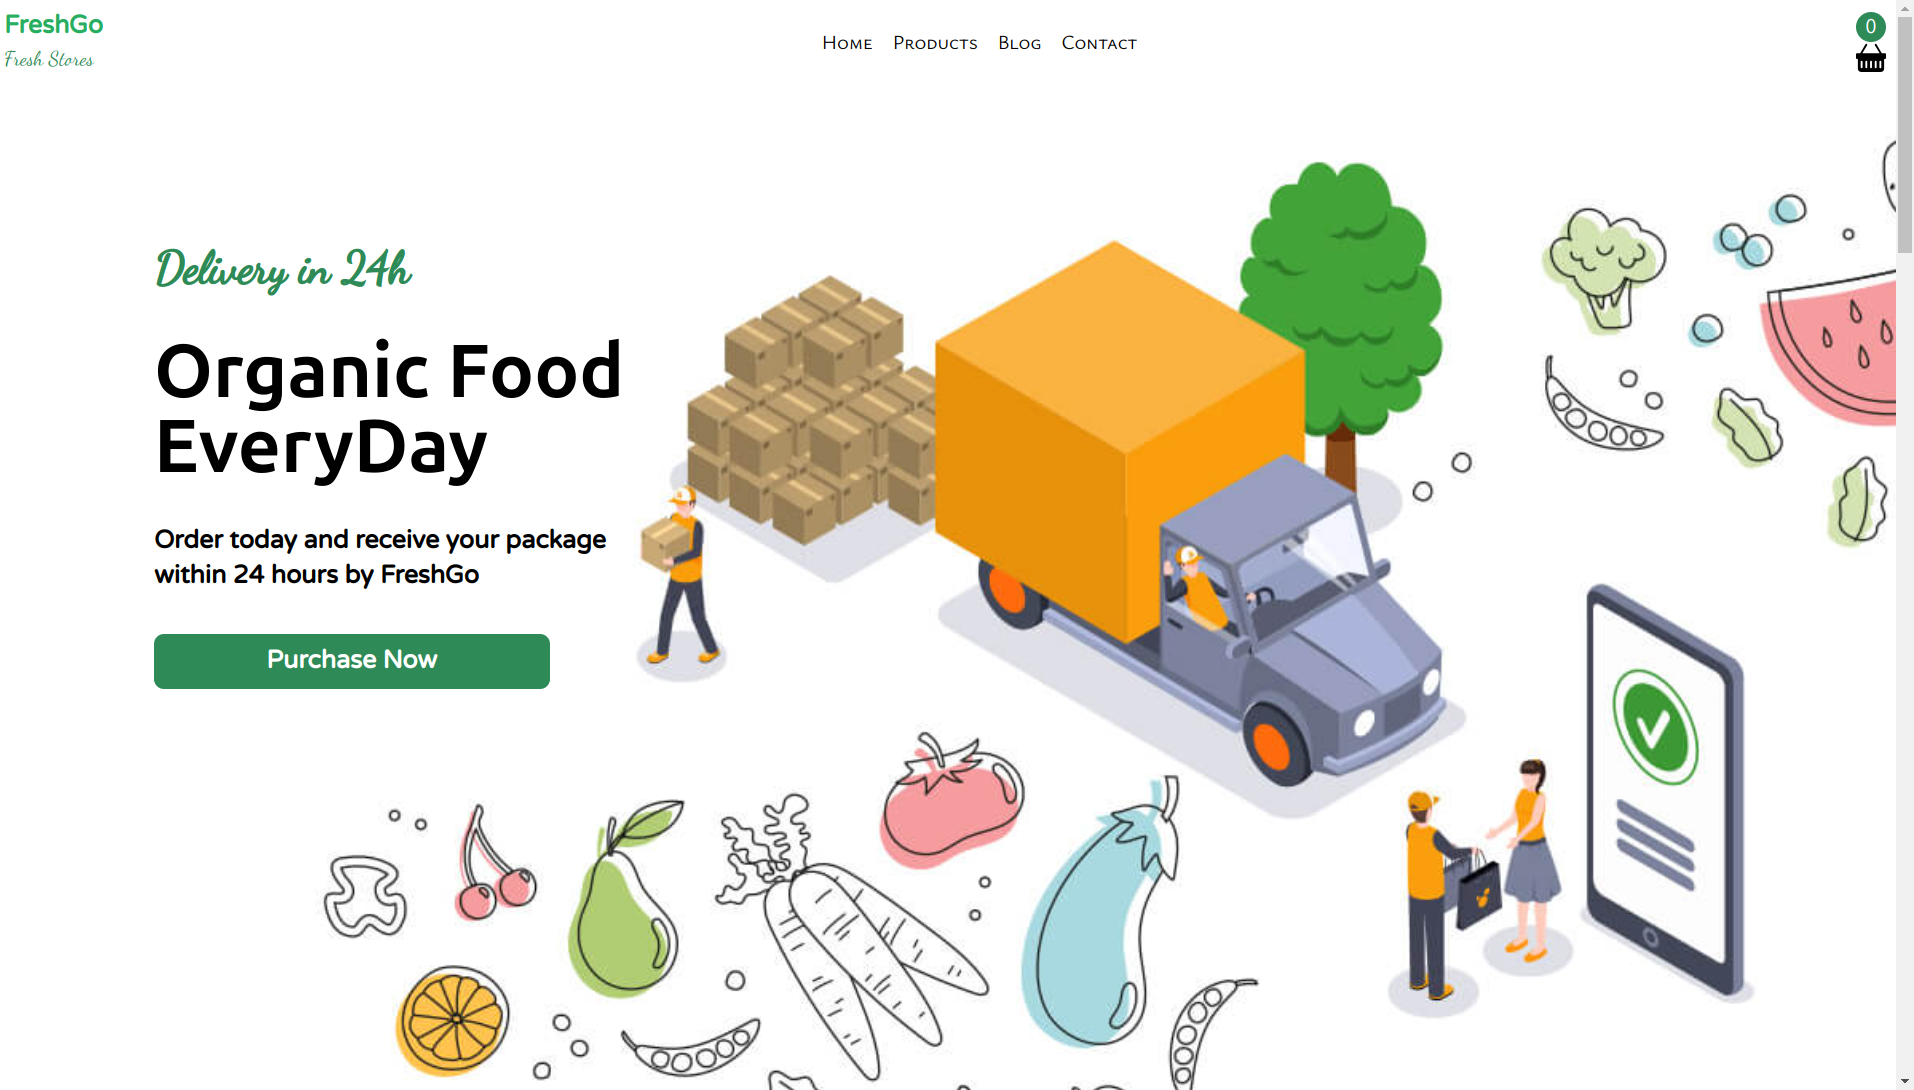 FreshGo
Fresh Stores
Home Products Blog Contact
0
Delivery in 24h
Organic Food
EveryDay
Order today and receive your package
within 24 hours by FreshGo
Purchase Now